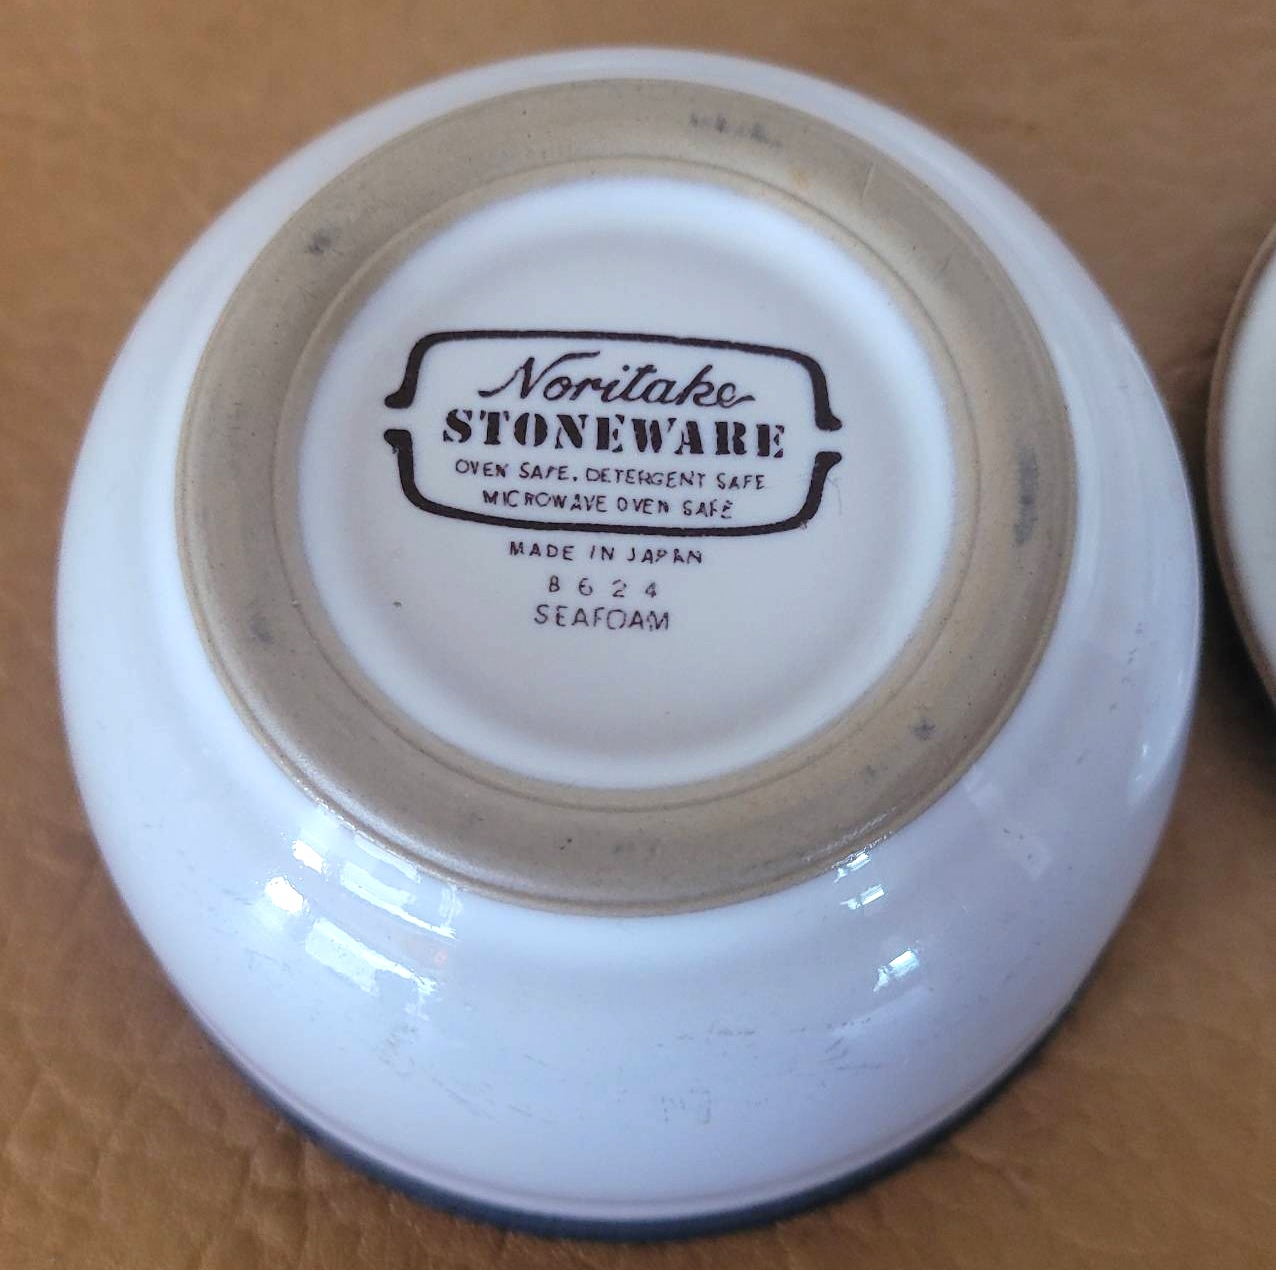 Noritake
STONEWARE
OVEN SAFE, DETERGENT SAFE
MICROWAVE OVEN SAFE
MADE IN JAPAN
8624
SEAFOAM